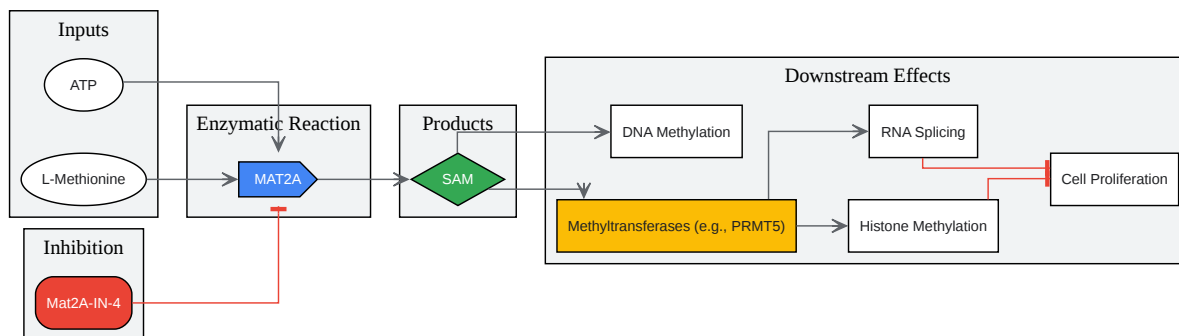 Inputs
ATP
L-Methionine
Enzymatic Reaction
MAT2A
Products
SAM
Downstream Effects
DNA Methylation
RNA Splicing
Cell Proliferation
Methyltransferases (e.g., PRMT5)
Histone Methylation
Inhibition
Mat2A-IN-4